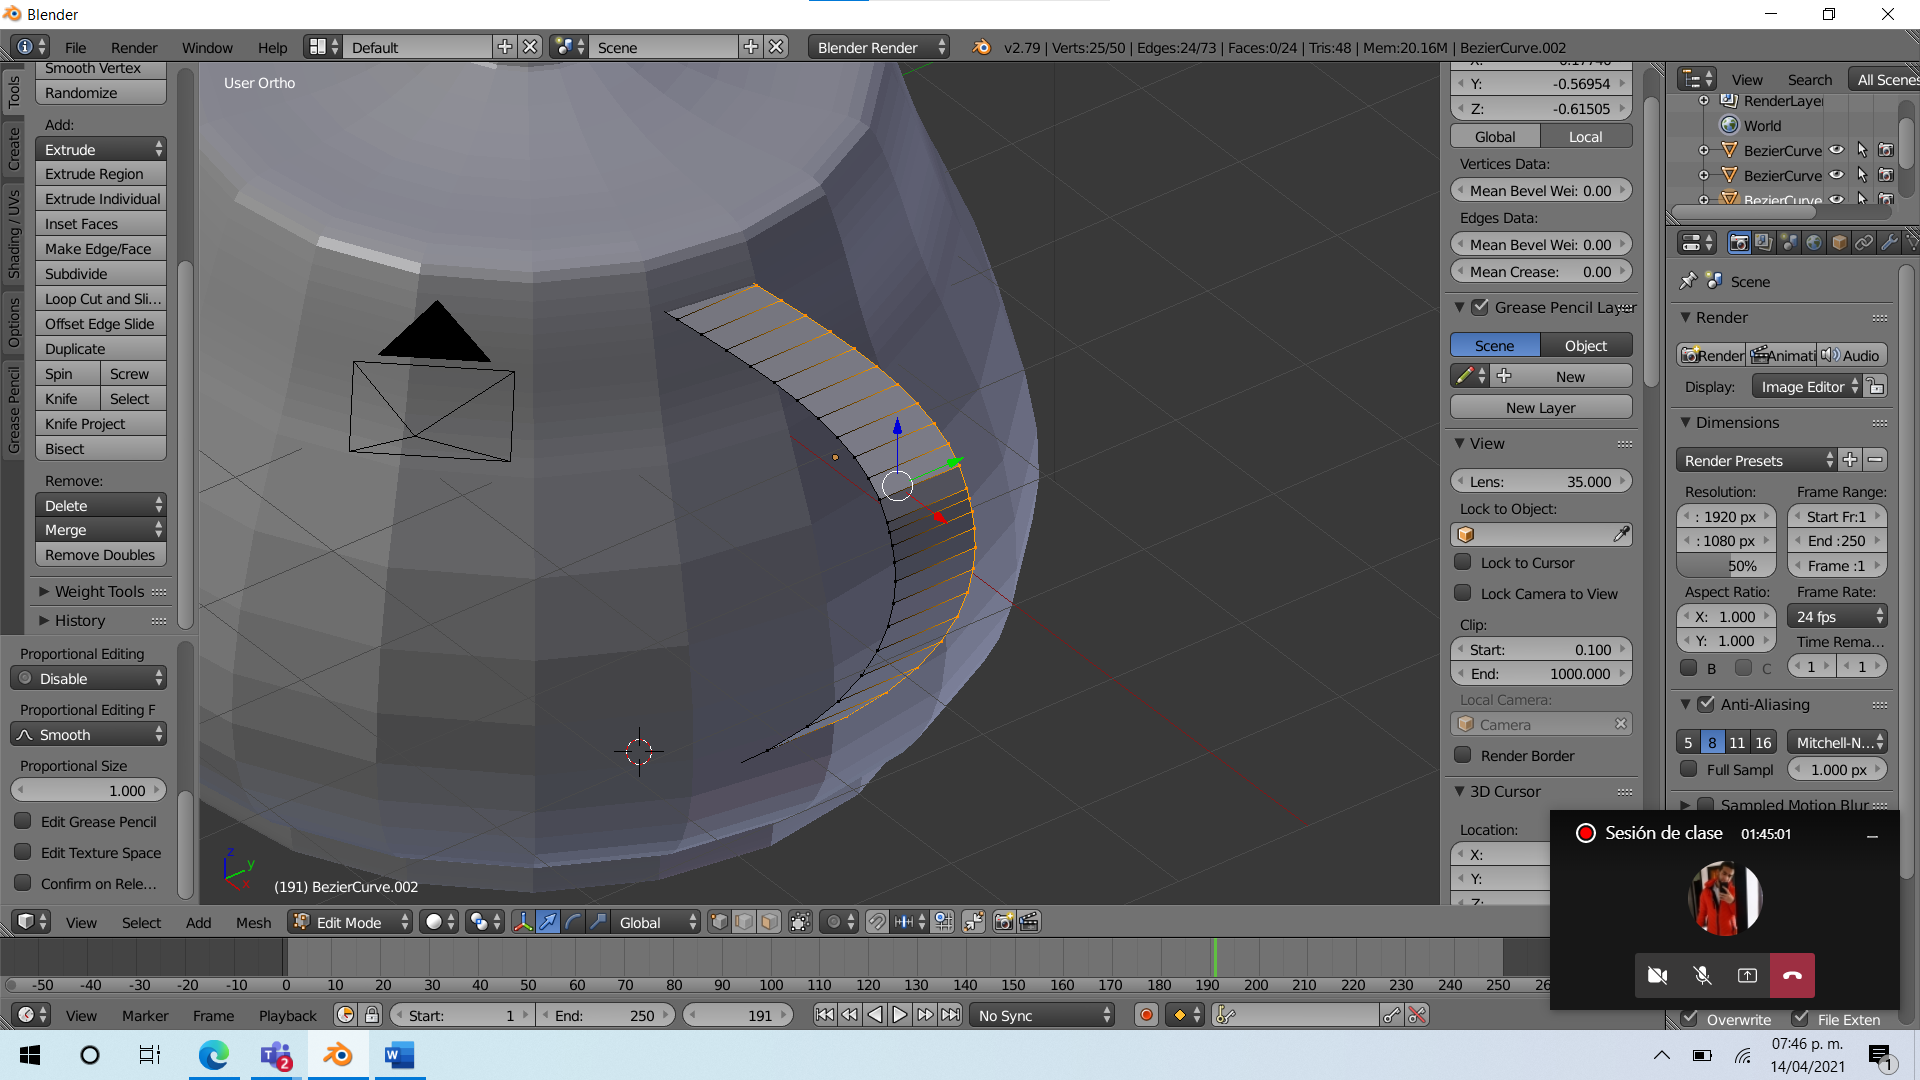 Blender
File Render Window Help Default Scene Blender Render v2.79 | Verts:25/50 | Edges:24/73 | Faces:0/24 | Tris:48 | Mem:20.16M | BezierCurve.002
Tools
Create
Shading / UVs
Options
Grease Pencil
Smooth Vertex
Randomize
Add:
Extrude
Extrude Region
Extrude Individual
Inset Faces
Make Edge/Face
Subdivide
Loop Cut and Sli...
Offset Edge Slide
Duplicate
Spin Screw
Knife Select
Knife Project
Bisect
Remove:
Delete
Merge
Remove Doubles
Weight Tools
History
Proportional Editing
Disable
Proportional Editing F
Smooth
Proportional Size
1.000
Edit Grease Pencil
Edit Texture Space
Confirm on Rele...
User Ortho
z
y
x
(191) BezierCurve.002
Y: -0.56954
Z: -0.61505
Global Local
Vertices Data:
Mean Bevel Wei: 0.00
Edges Data:
Mean Bevel Wei: 0.00
Mean Crease: 0.00
Grease Pencil Layer
Scene Object
New
New Layer
View
Lens: 35.000
Lock to Object:
Lock to Cursor
Lock Camera to View
Clip:
Start: 0.100
End: 1000.000
Local Camera:
Camera
Render Border
3D Cursor
Location:
X:
Y:
Z:
View Search All Scenes
RenderLayer
World
BezierCurve
BezierCurve
BezierCurve
Scene
Render
Render Animati Audio
Display: Image Editor
Dimensions
Render Presets
Resolution: Frame Range:
: 1920 px Start Fr:1
: 1080 px End :250
50% Frame :1
Aspect Ratio: Frame Rate:
X: 1.000 24 fps
Y: 1.000 Time Rema...
B C 1 1
Anti-Aliasing
5 8 11 16 Mitchell-N...
Full Sampl 1.000 px
Sampled Motion Blur
Sesión de clase 01:45:01
Overwrite File Exten
View Select Add Mesh Edit Mode Global
-50 -40 -30 -20 -10 0 10 20 30 40 50 60 70 80 90 100 110 120 130 140 150 160 170 180 190 200 210 220 230 240 250
View Marker Frame Playback Start: 1 End: 250 191 No Sync
2
07:46 p. m.
14/04/2021
1